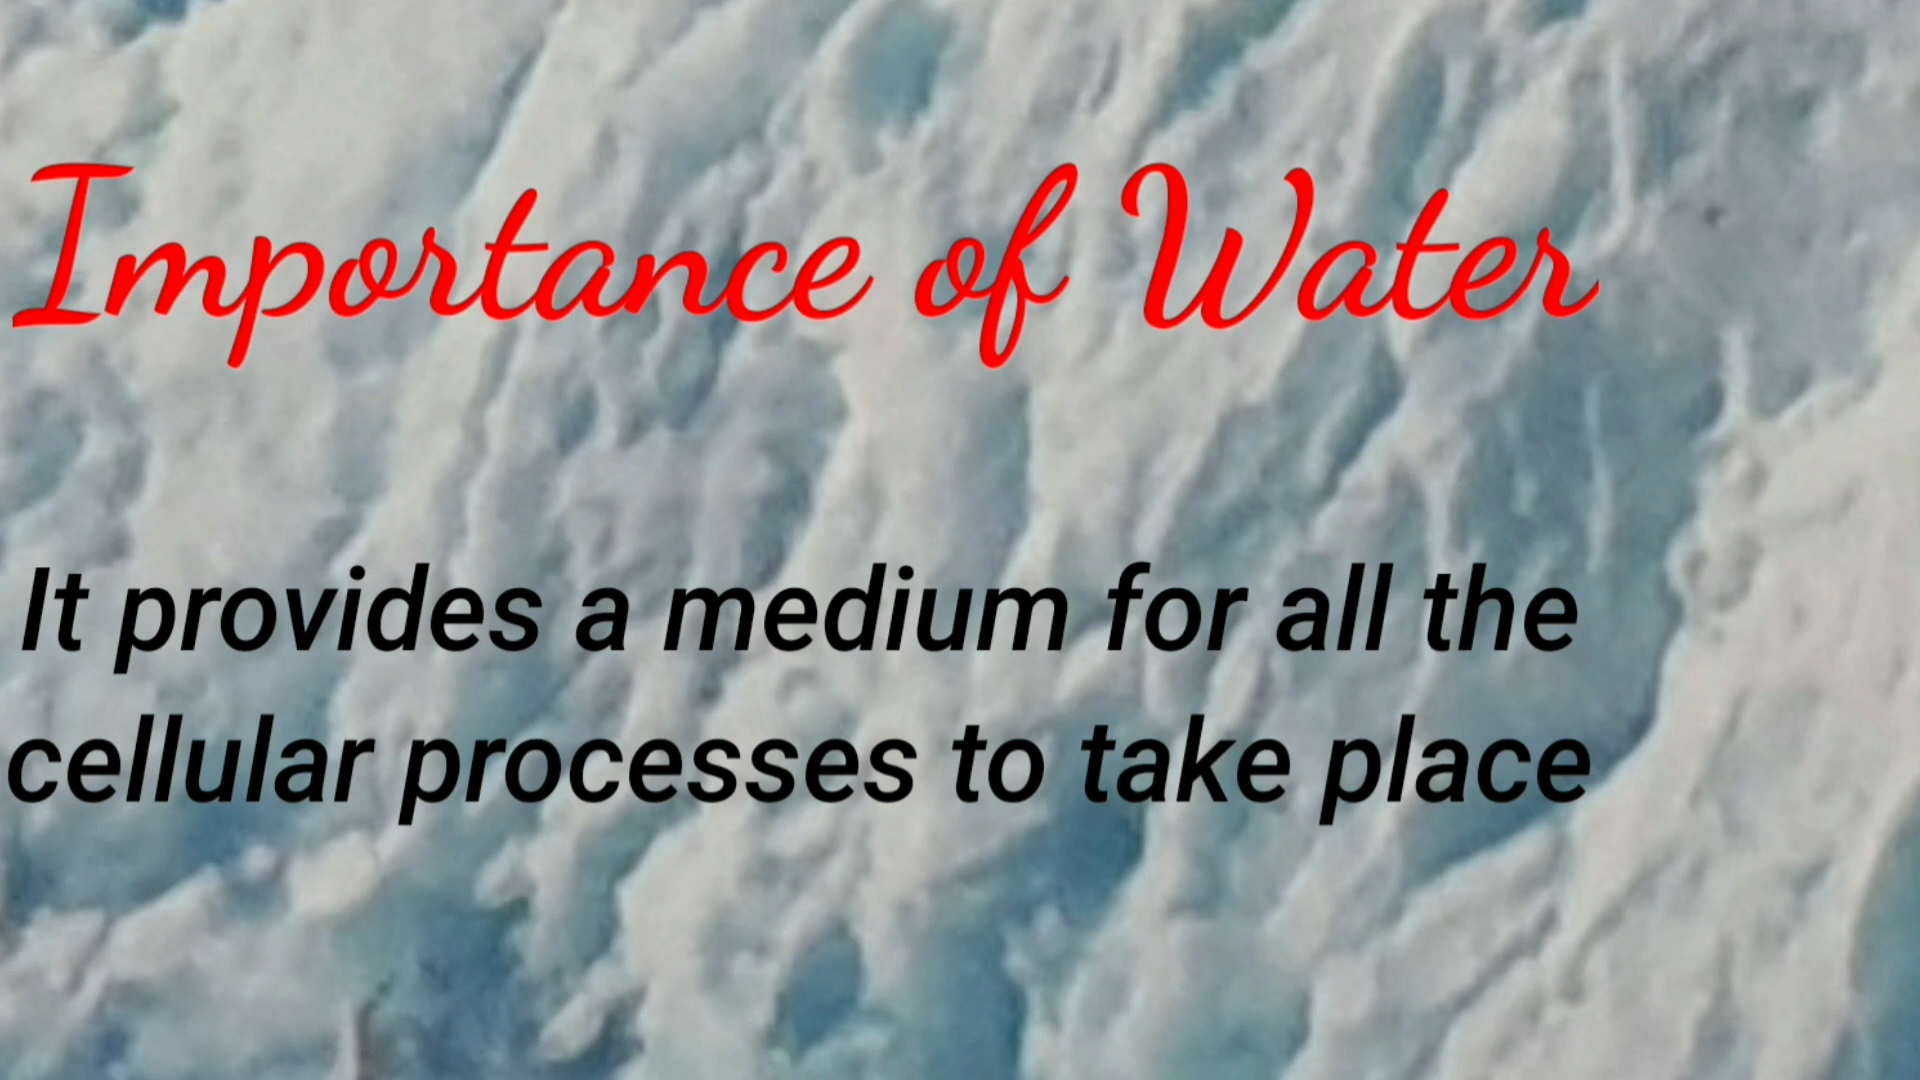 Importance of Water
It provides a medium for all the
cellular processes to take place